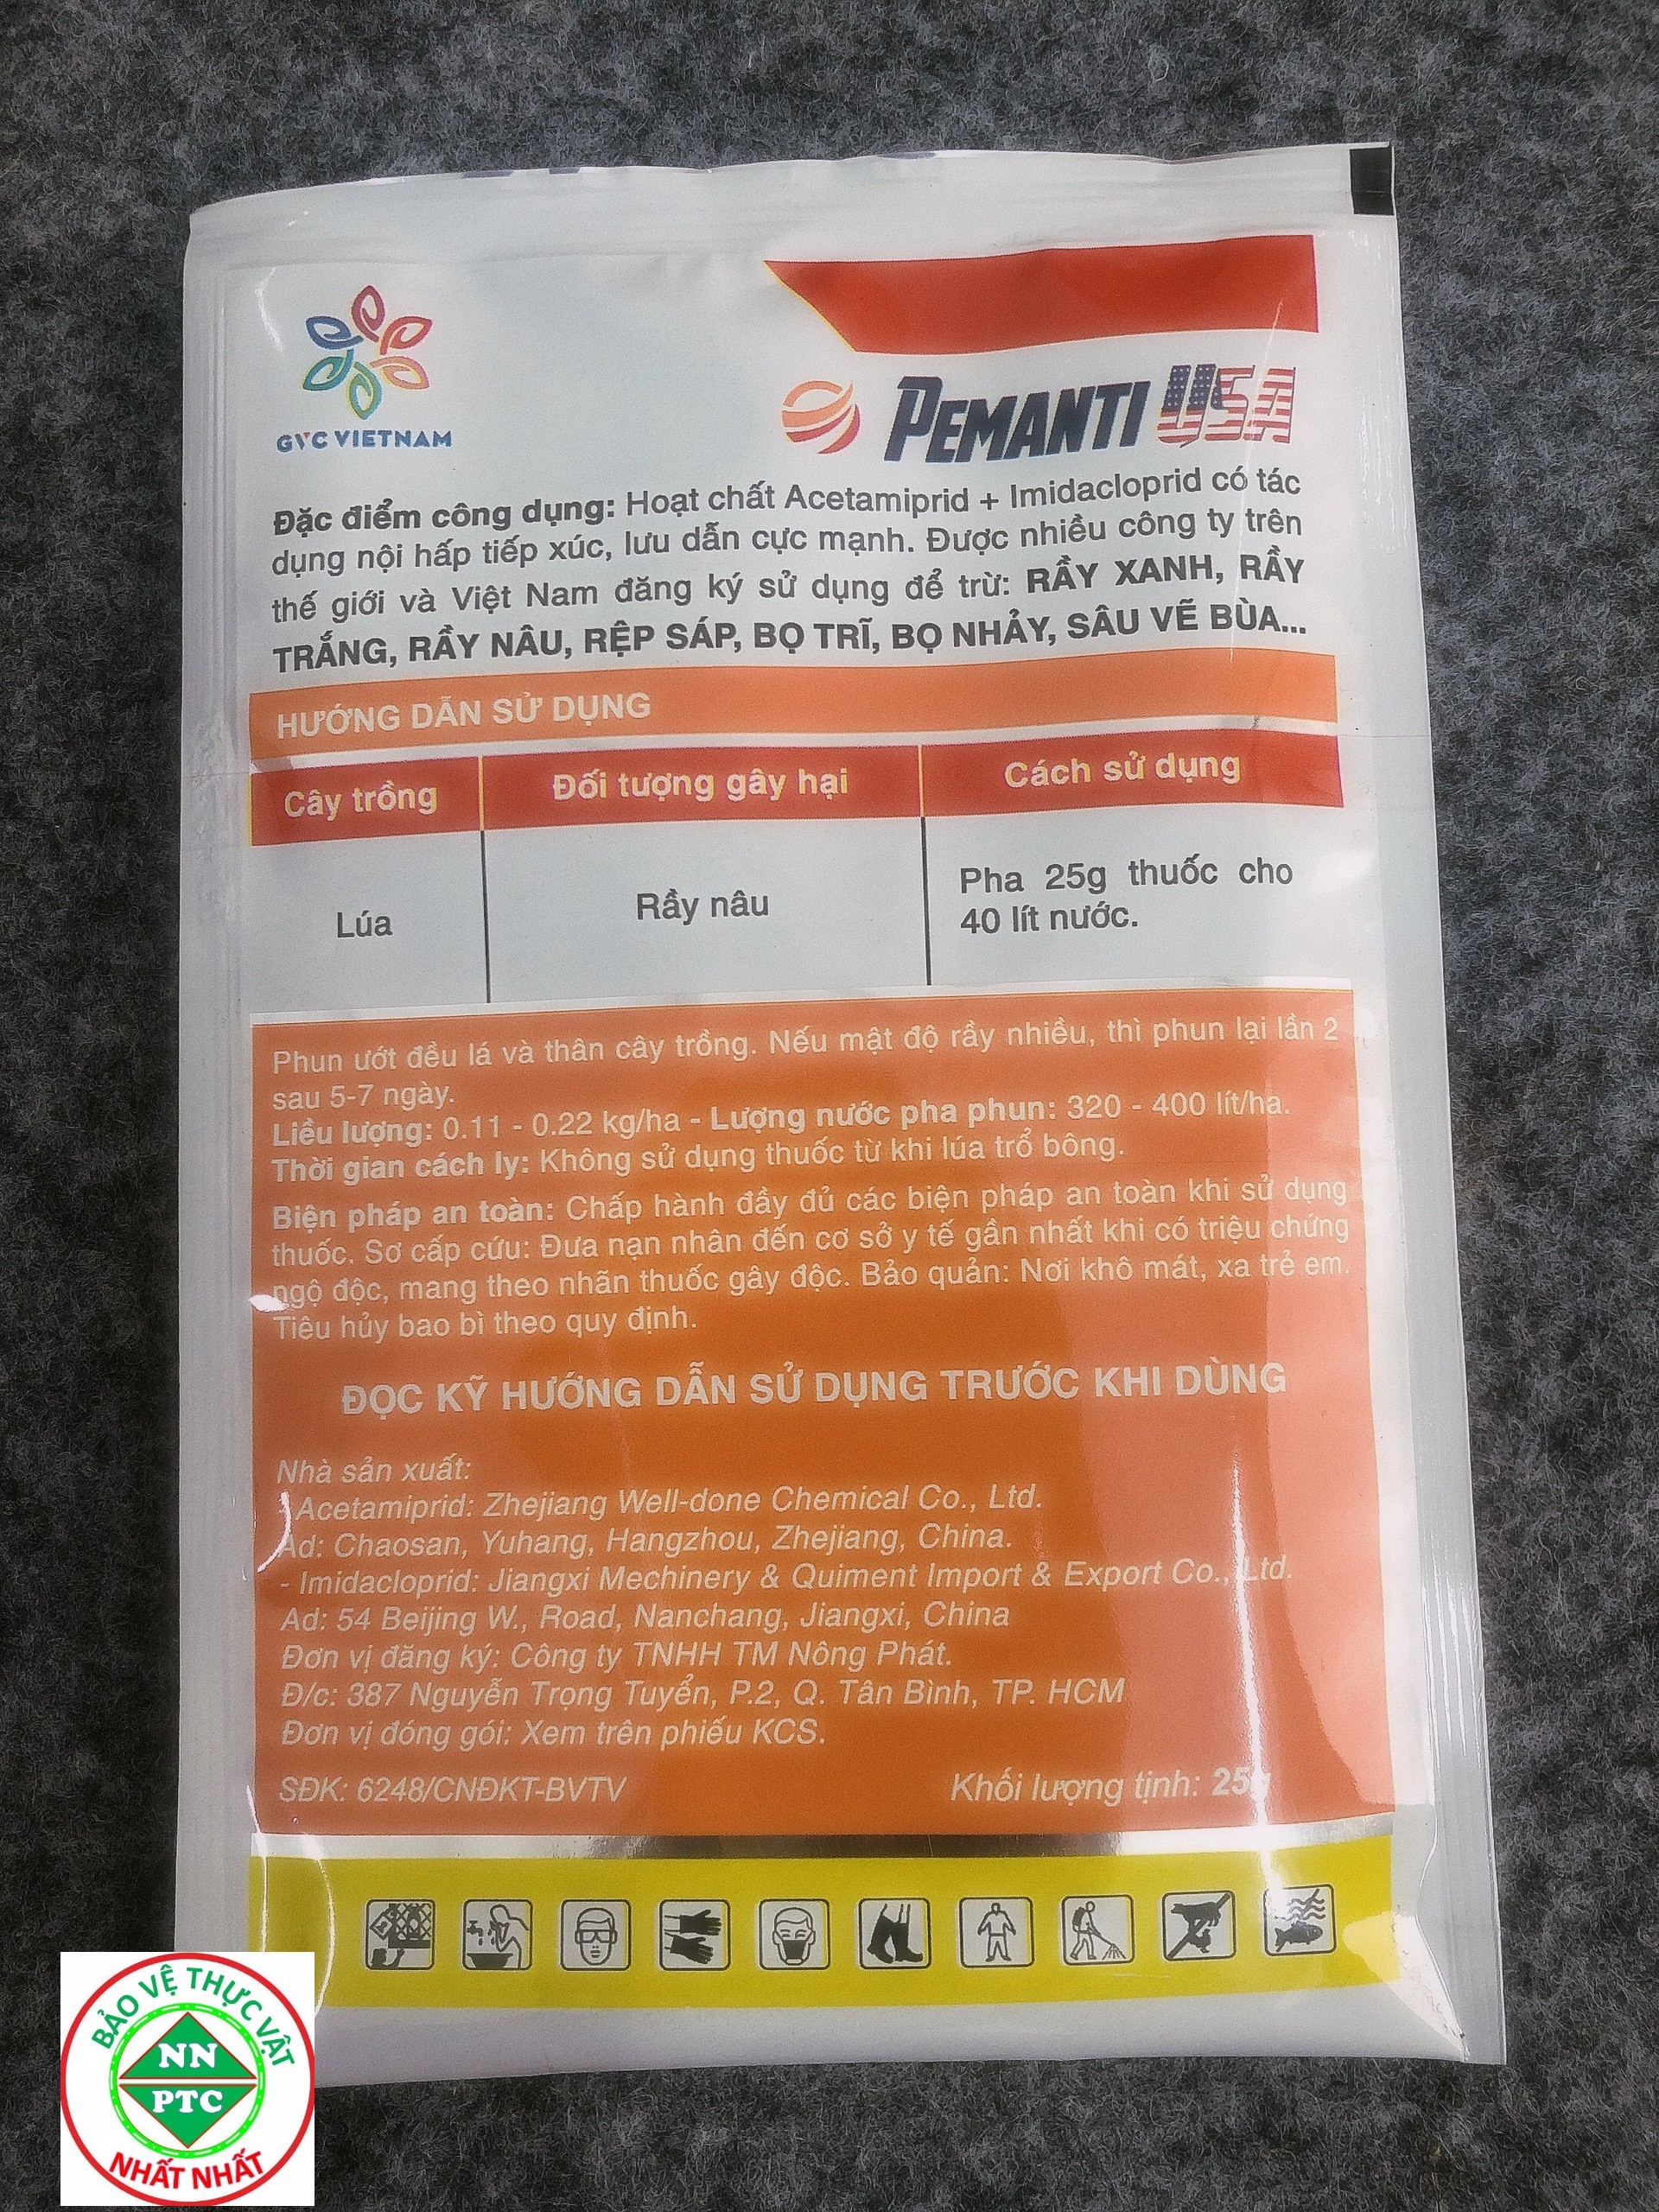 GVC VIETNAM
PEMANTI USA
Đặc điểm công dụng: Hoạt chất Acetamiprid + Imidacloprid có tác
dụng nội hấp tiếp xúc, lưu dẫn cực mạnh. Được nhiều công ty trên
thế giới và Việt Nam đăng ký sử dụng để trừ: RẦY XANH, RẦY
TRẮNG, RẦY NÂU, RỆP SÁP, BỌ TRĨ, BỌ NHẢY, SÂU VẼ BÙA...
HƯỚNG DẪN SỬ DỤNG
Cây trồng Đối tượng gây hại Cách sử dụng
Lúa Rầy nâu Pha 25g thuốc cho
40 lít nước.
Phun ướt đều lá và thân cây trồng. Nếu mật độ rầy nhiều, thì phun lại lần 2
sau 5-7 ngày.
Liều lượng: 0.11 - 0.22 kg/ha - Lượng nước pha phun: 320 - 400 lít/ha.
Thời gian cách ly: Không sử dụng thuốc từ khi lúa trổ bông.
Biện pháp an toàn: Chấp hành đầy đủ các biện pháp an toàn khi sử dụng
thuốc. Sơ cấp cứu: Đưa nạn nhân đến cơ sở y tế gần nhất khi có triệu chứng
ngộ độc, mang theo nhãn thuốc gây độc. Bảo quản: Nơi khô mát, xa trẻ em.
Tiêu hủy bao bì theo quy định.
ĐỌC KỸ HƯỚNG DẪN SỬ DỤNG TRƯỚC KHI DÙNG
Nhà sản xuất:
- Acetamiprid: Zhejiang Well-done Chemical Co., Ltd.
Ad: Chaosan, Yuhang, Hangzhou, Zhejiang, China.
- Imidacloprid: Jiangxi Mechinery & Quiment Import & Export Co., Ltd.
Ad: 54 Beijing W., Road, Nanchang, Jiangxi, China
Đơn vị đăng ký: Công ty TNHH TM Nông Phát.
Đ/c: 387 Nguyễn Trọng Tuyển, P.2, Q. Tân Bình, TP. HCM
Đơn vị đóng gói: Xem trên phiếu KCS.
SĐK: 6248/CNĐKT-BVTV Khối lượng tịnh: 25g
BẢO VỆ THỰC VẬT
NN
PTC
NHẤT NHẤT